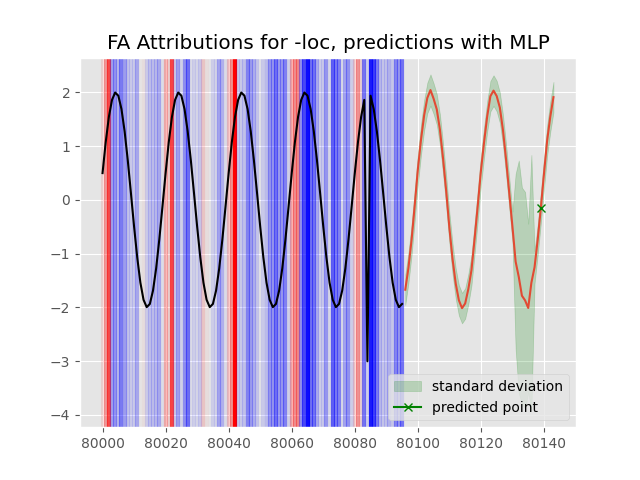 FA Attributions for -loc, predictions with MLP
2
1
0
−1
−2
−3
−4
standard deviation
predicted point
80000 80020 80040 80060 80080 80100 80120 80140